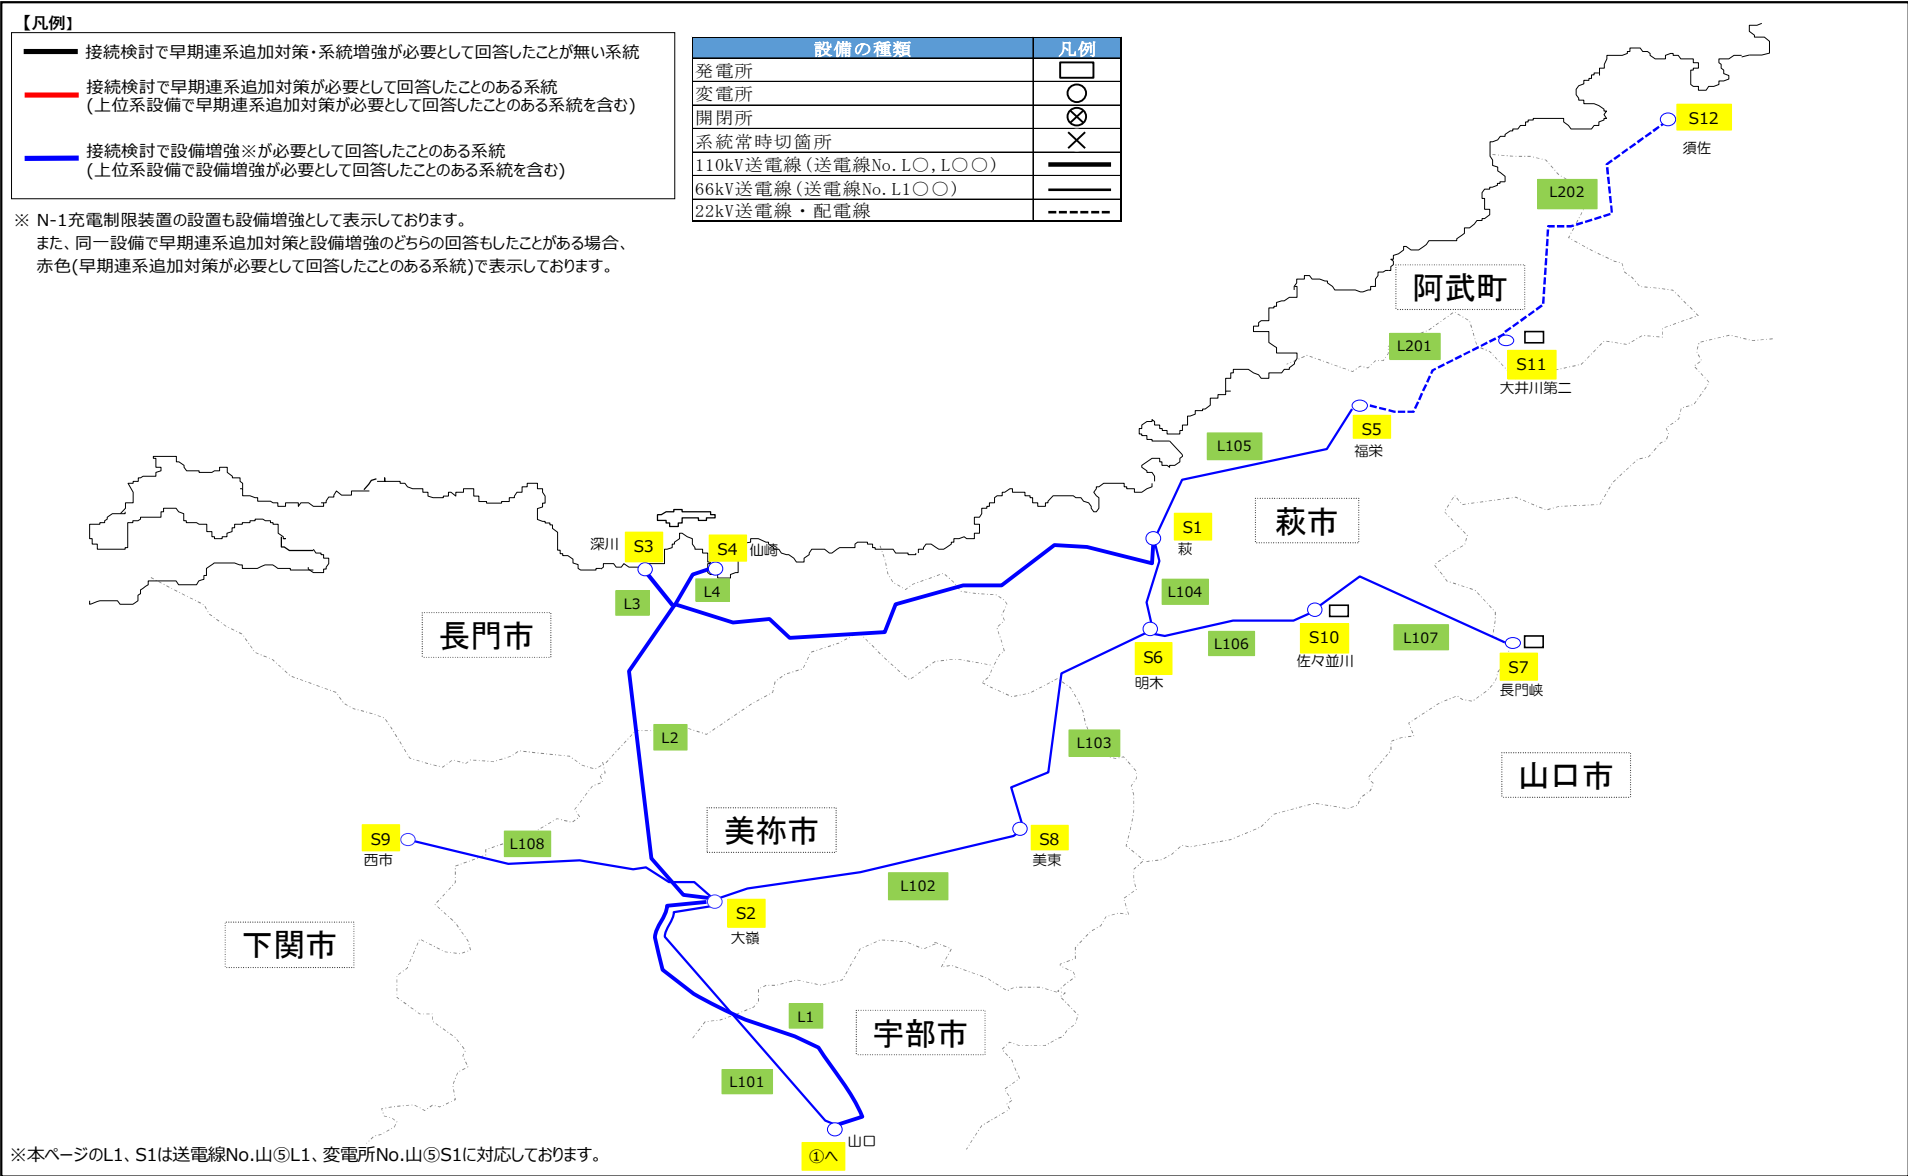 【凡例】
接続検討で早期連系追加対策・系統増強が必要として回答したことが無い系統
接続検討で早期連系追加対策が必要として回答したことのある系統
(上位系設備で早期連系追加対策が必要として回答したことのある系統を含む)
接続検討で設備増強※が必要として回答したことのある系統
(上位系設備で設備増強が必要として回答したことのある系統を含む)
※ N-1充電制限装置の設置も設備増強として表示しております。
また、同一設備で早期連系追加対策と設備増強のどちらの回答もしたことがある場合、
赤色(早期連系追加対策が必要として回答したことのある系統)で表示しております。
設備の種類 凡例
発電所
変電所
開閉所
系統常時切箇所
110kV送電線(送電線No.L○,L○○)
66kV送電線(送電線No.L1○○)
22kV送電線・配電線
S12
須佐
L202
阿武町
L201
S11
大井川第二
S5
福栄
L105
萩市
S1
萩
深川 S3
S4 仙崎
L3
L4
L104
長門市
S10
佐々並川
L106
L107
S6
明木
S7
長門峡
L2
L103
山口市
美祢市
S9
西市
L108
S8
美東
L102
S2
大嶺
下関市
L1
宇部市
L101
山口
①へ
※本ページのL1、S1は送電線No.山⑤L1、変電所No.山⑤S1に対応しております。